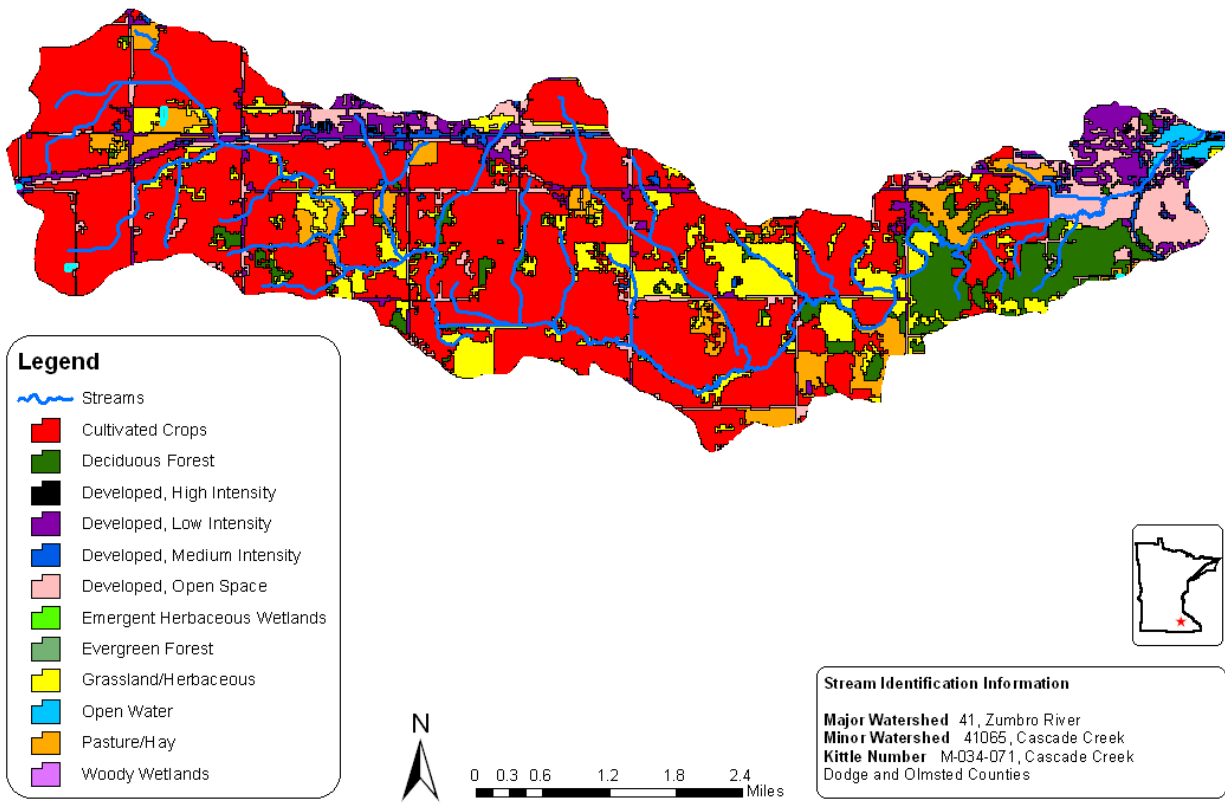 Legend
Streams
Cultivated Crops
Deciduous Forest
Developed, High Intensity
Developed, Low Intensity
Developed, Medium Intensity
Developed, Open Space
Emergent Herbaceous Wetlands
Evergreen Forest
Grassland/Herbaceous
Open Water
Pasture/Hay
Woody Wetlands
N
0 0.3 0.6 1.2 1.8 2.4
Miles
Stream Identification Information
Major Watershed 41, Zumbro River
Minor Watershed 41065, Cascade Creek
Kittle Number M-034-071, Cascade Creek
Dodge and Olmsted Counties